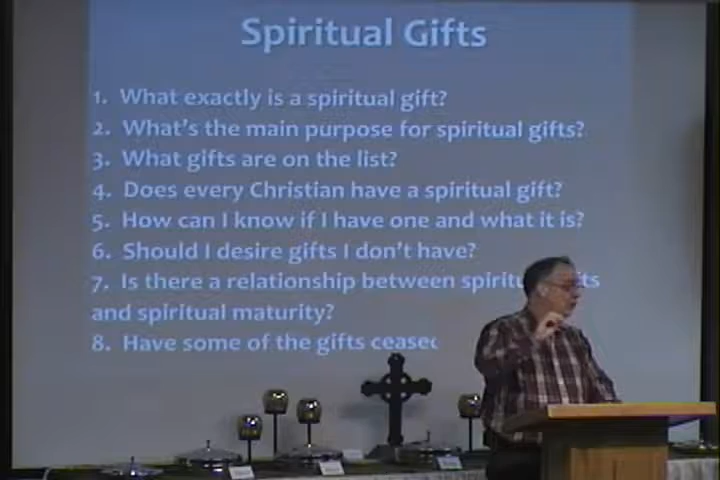 Spiritual Gifts
1. What exactly is a spiritual gift?
2. What's the main purpose for spiritual gifts?
3. What gifts are on the list?
4. Does every Christian have a spiritual gift?
5. How can I know if I have one and what it is?
6. Should I desire gifts I don't have?
7. Is there a relationship between
and spiritual maturity?
8. Have some of the gifts